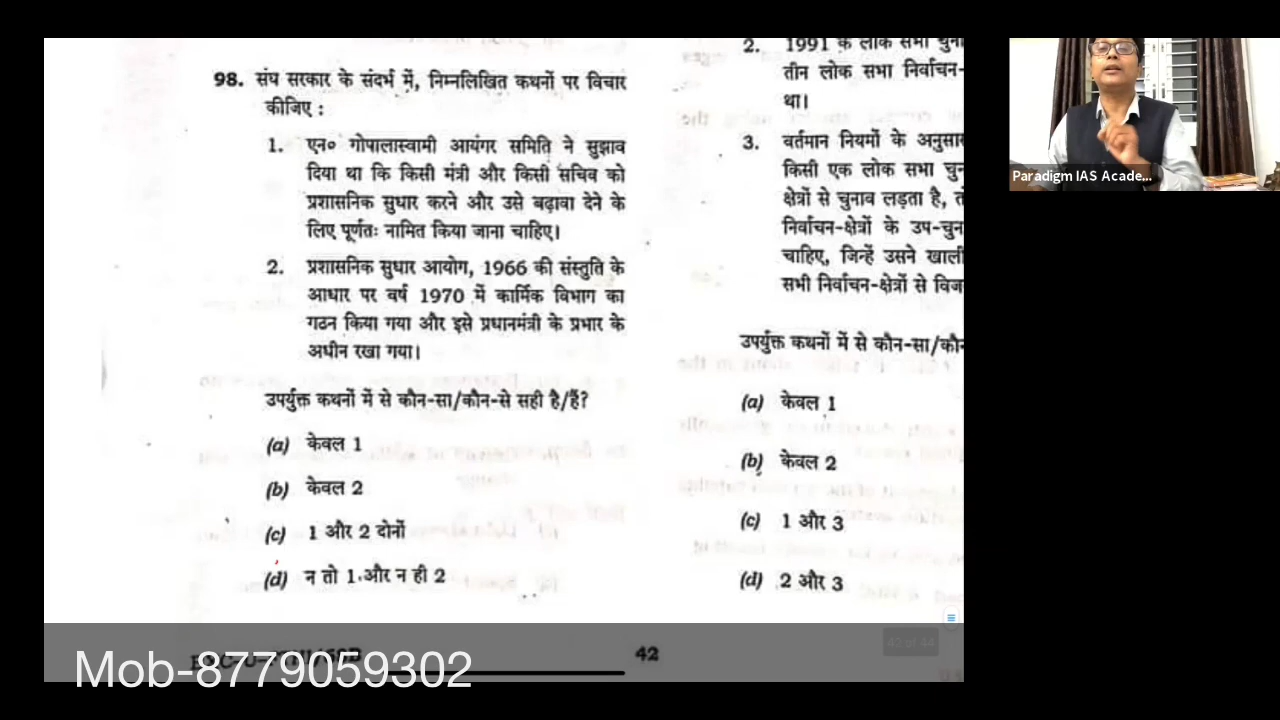 98. संघ सरकार के संदर्भ में, निम्नलिखित कथनों पर विचार
कीजिए :
1. एन० गोपालास्वामी आयंगर समिति ने सुझाव
दिया था कि किसी मंत्री और किसी सचिव को
प्रशासनिक सुधार करने और उसे बढ़ावा देने के
लिए पूर्णतः नामित किया जाना चाहिए।
2. प्रशासनिक सुधार आयोग, 1966 की संस्तुति के
आधार पर वर्ष 1970 में कार्मिक विभाग का
गठन किया गया और इसे प्रधानमंत्री के प्रभार के
अधीन रखा गया।
उपर्युक्त कथनों में से कौन-सा/कौन-से सही है/हैं?
(a) केवल 1
(b) केवल 2
(c) 1 और 2 दोनों
(d) न तो 1 और न ही 2
42
2. 1991 के लोक सभा
तीन लोक सभा निर्वाचन-
था।
3. वर्तमान नियमों के अनुसार
किसी एक लोक सभा
क्षेत्रों से चुनाव लड़ता है,
निर्वाचन-क्षेत्रों के
चाहिए, जिन्हें उसने खाली
सभी निर्वाचन-क्षेत्रों से
उपर्युक्त कथनों में से कौन-सा
(a) केवल 1
(b) केवल 2
(c) 1 और 3
(d) 2 और 3
42 of 44
Paradigm IAS Acade...
Mob-8779059302